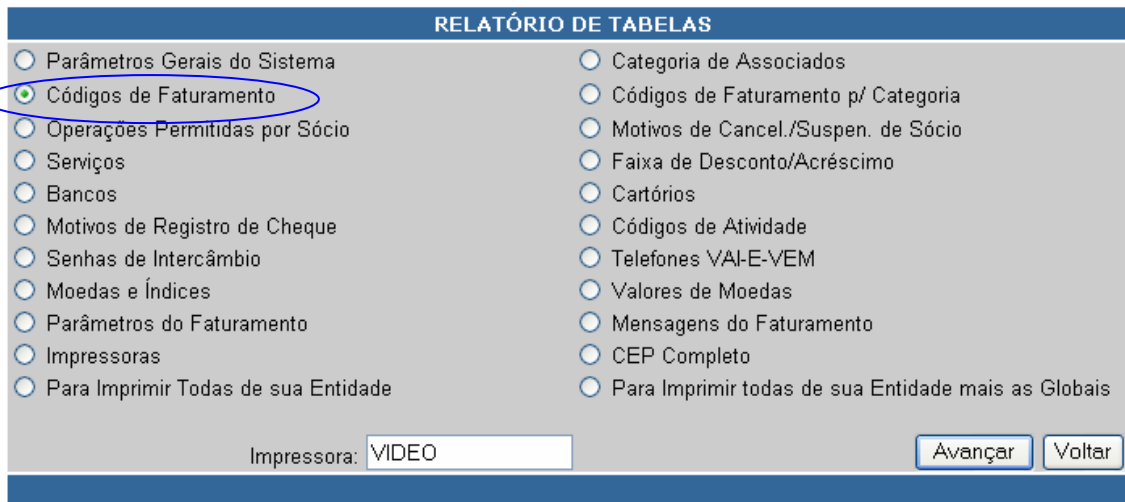 RELATÓRIO DE TABELAS
Parâmetros Gerais do Sistema
Categoria de Associados
Códigos de Faturamento
Códigos de Faturamento p/ Categoria
Operações Permitidas por Sócio
Motivos de Cancel./Suspen. de Sócio
Serviços
Faixa de Desconto/Acréscimo
Bancos
Cartórios
Motivos de Registro de Cheque
Códigos de Atividade
Senhas de Intercâmbio
Telefones VAI-E-VEM
Moedas e Índices
Valores de Moedas
Parâmetros do Faturamento
Mensagens do Faturamento
Impressoras
CEP Completo
Para Imprimir Todas de sua Entidade
Para Imprimir todas de sua Entidade mais as Globais
Impressora: VIDEO
Avançar Voltar